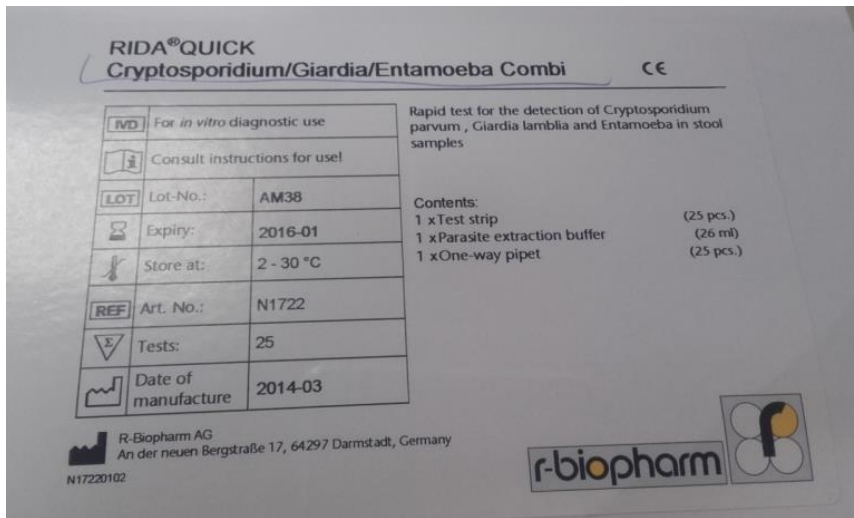 RIDA®QUICK
Cryptosporidium/Giardia/Entamoeba Combi
CE
IVD For in vitro diagnostic use
Consult instructions for use!
LOT Lot-No.: AM38
Expiry: 2016-01
Store at: 2 - 30 °C
REF Art. No.: N1722
Σ Tests: 25
Date of
manufacture 2014-03
Rapid test for the detection of Cryptosporidium
parvum , Giardia lamblia and Entamoeba in stool
samples
Contents:
1 xTest strip (25 pcs.)
1 xParasite extraction buffer (26 ml)
1 xOne-way pipet (25 pcs.)
R-Biopharm AG
An der neuen Bergstraße 17, 64297 Darmstadt, Germany
N17220102
r-biopharm
r